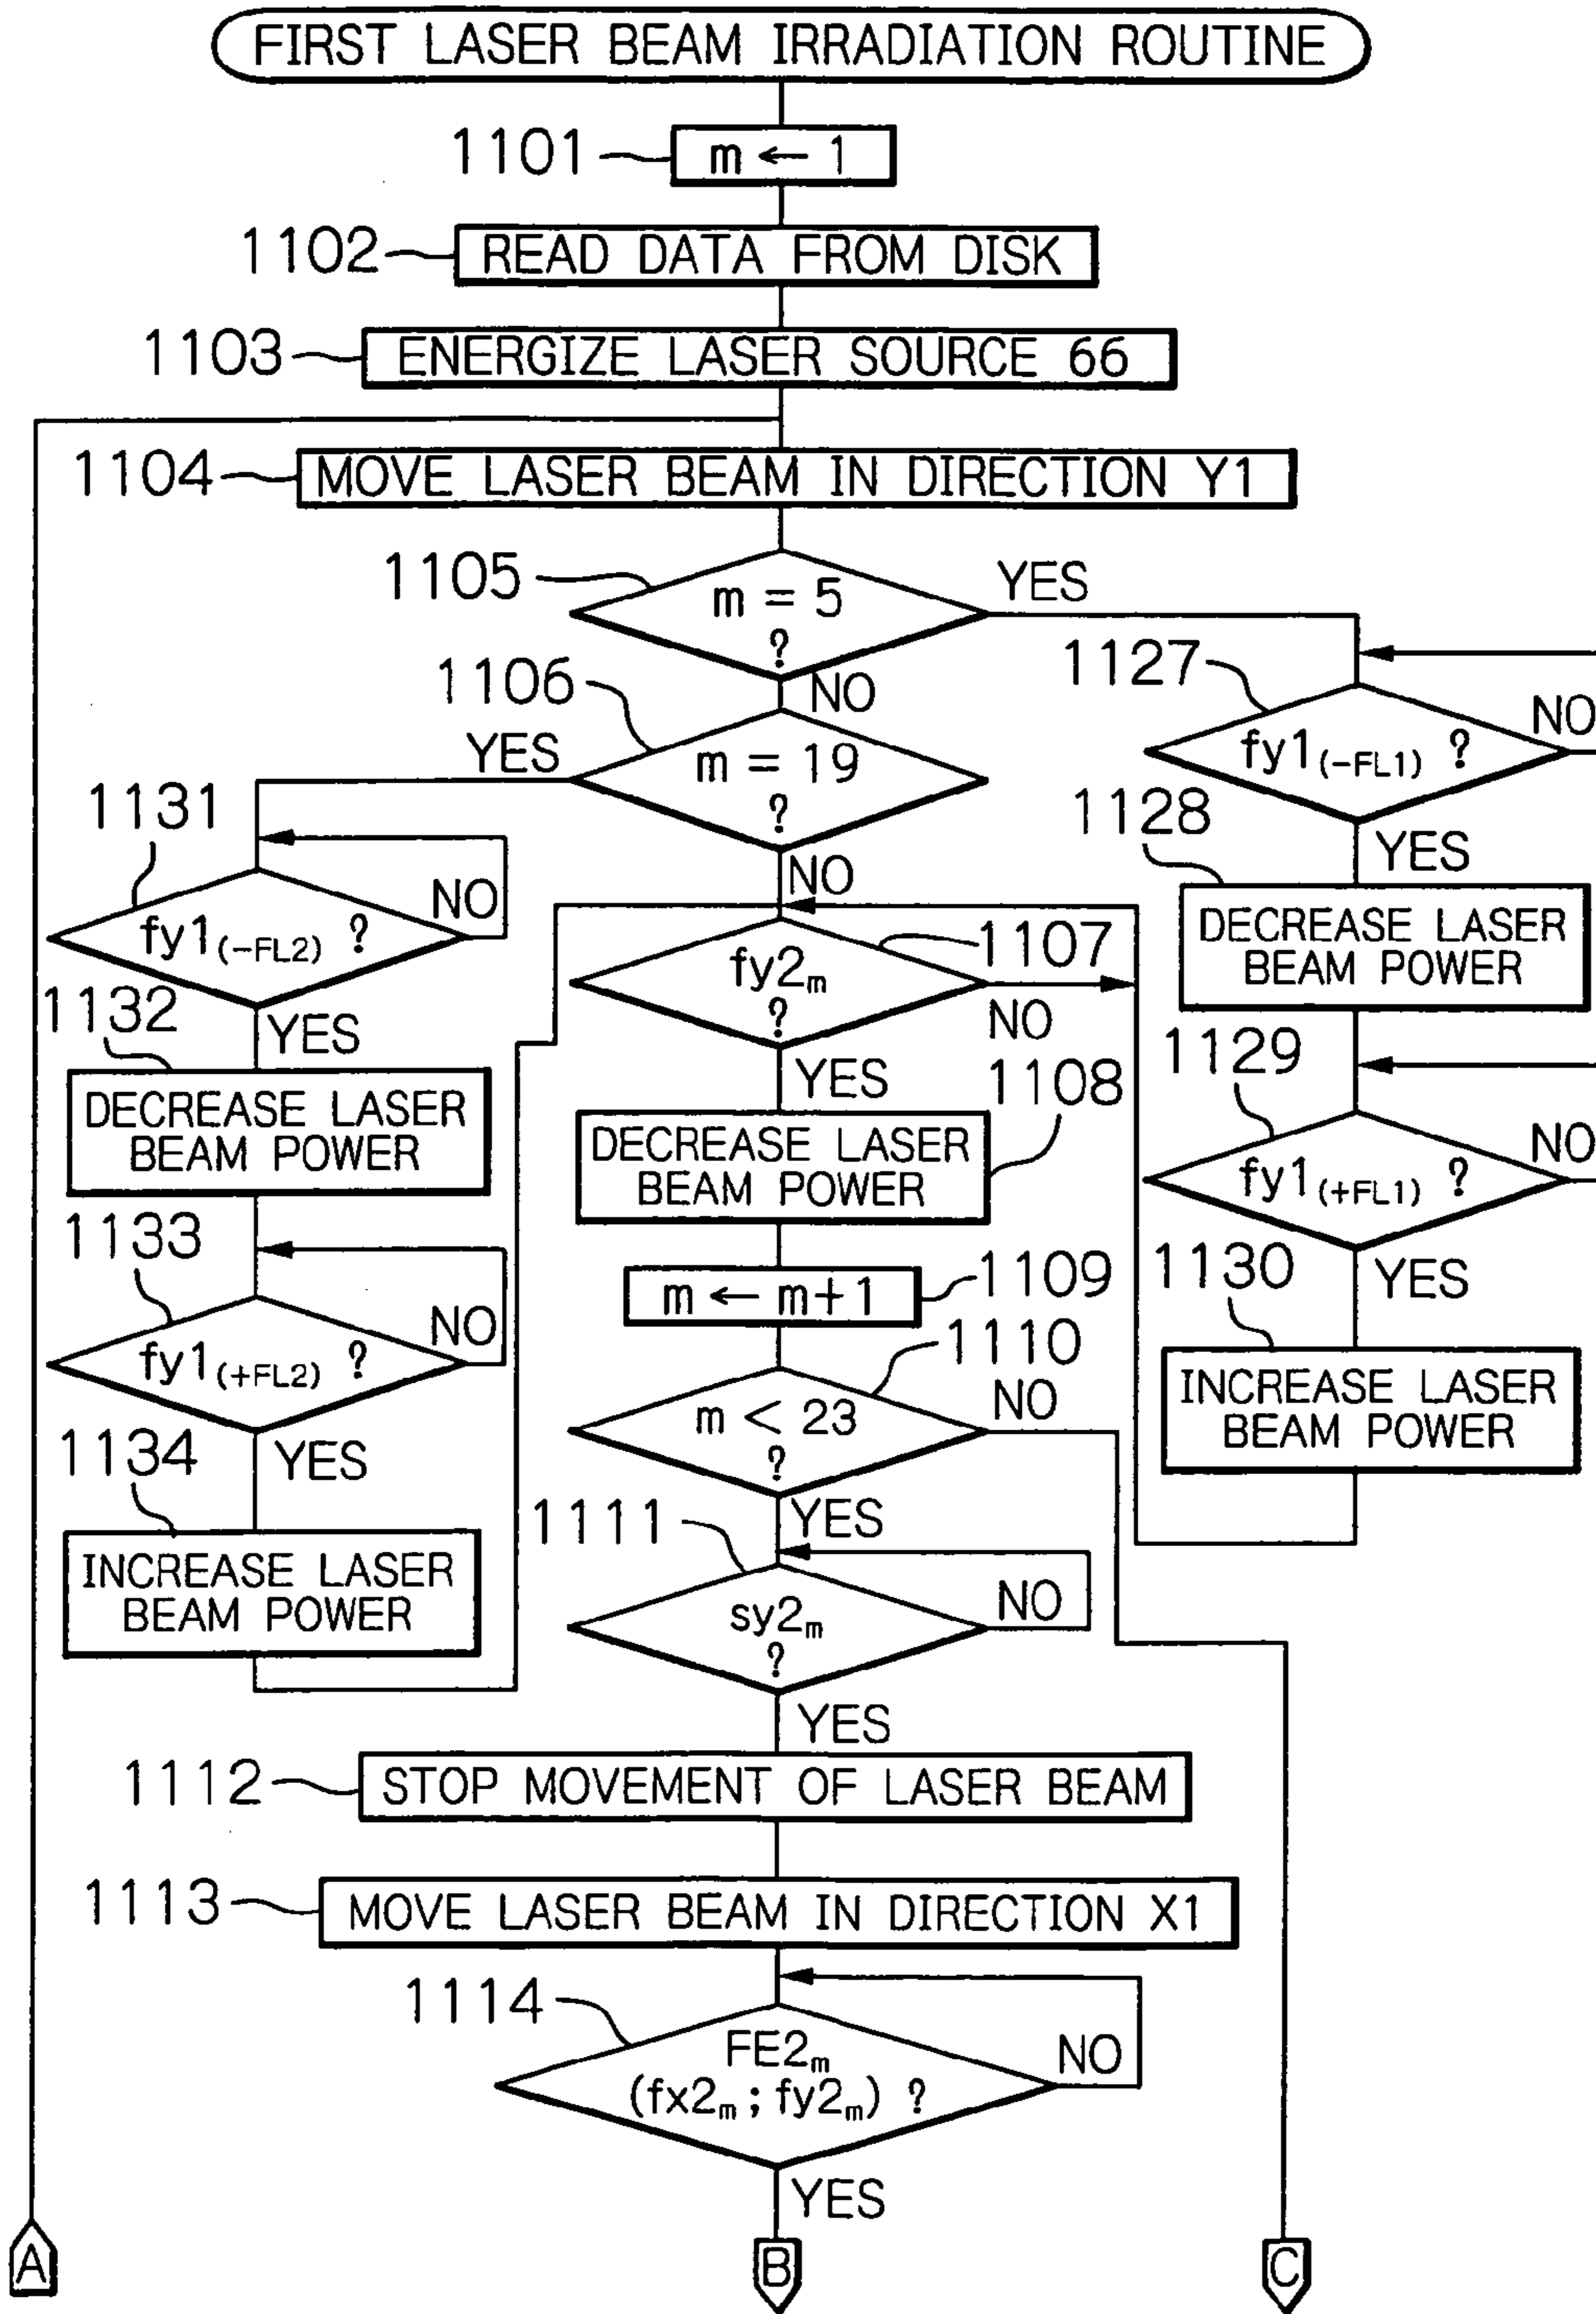 FIRST LASER BEAM IRRADIATION ROUTINE
1101
m ← 1
1102
READ DATA FROM DISK
1103
ENERGIZE LASER SOURCE 66
1104
MOVE LASER BEAM IN DIRECTION Y1
1105
m = 5
?
YES
NO
1106
m = 19
?
YES
NO
1127
fy1(-FL1) ?
NO
YES
1128
DECREASE LASER
BEAM POWER
1129
fy1(+FL1) ?
NO
YES
1130
INCREASE LASER
BEAM POWER
1131
fy1(-FL2) ?
NO
YES
1132
DECREASE LASER
BEAM POWER
1133
fy1(+FL2) ?
NO
YES
1134
INCREASE LASER
BEAM POWER
1107
fy2m
?
NO
YES
1108
DECREASE LASER
BEAM POWER
1109
m ← m+1
1110
m < 23
?
NO
YES
1111
sy2m
?
NO
YES
1112
STOP MOVEMENT OF LASER BEAM
1113
MOVE LASER BEAM IN DIRECTION X1
1114
FE2m
(fx2m ; fy2m) ?
NO
YES
A
B
C